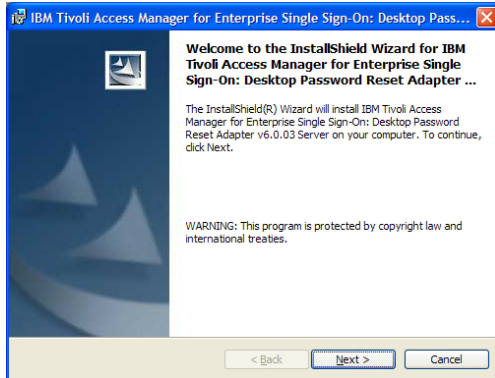 IBM Tivoli Access Manager for Enterprise Single Sign-On: Desktop Pass...
Welcome to the InstallShield Wizard for IBM
Tivoli Access Manager for Enterprise Single
Sign-On: Desktop Password Reset Adapter ...
The InstallShield(R) Wizard will install IBM Tivoli Access
Manager for Enterprise Single Sign-On: Desktop Password
Reset Adapter v6.0.03 Server on your computer. To continue,
click Next.
WARNING: This program is protected by copyright law and
international treaties.
< Back
Next >
Cancel